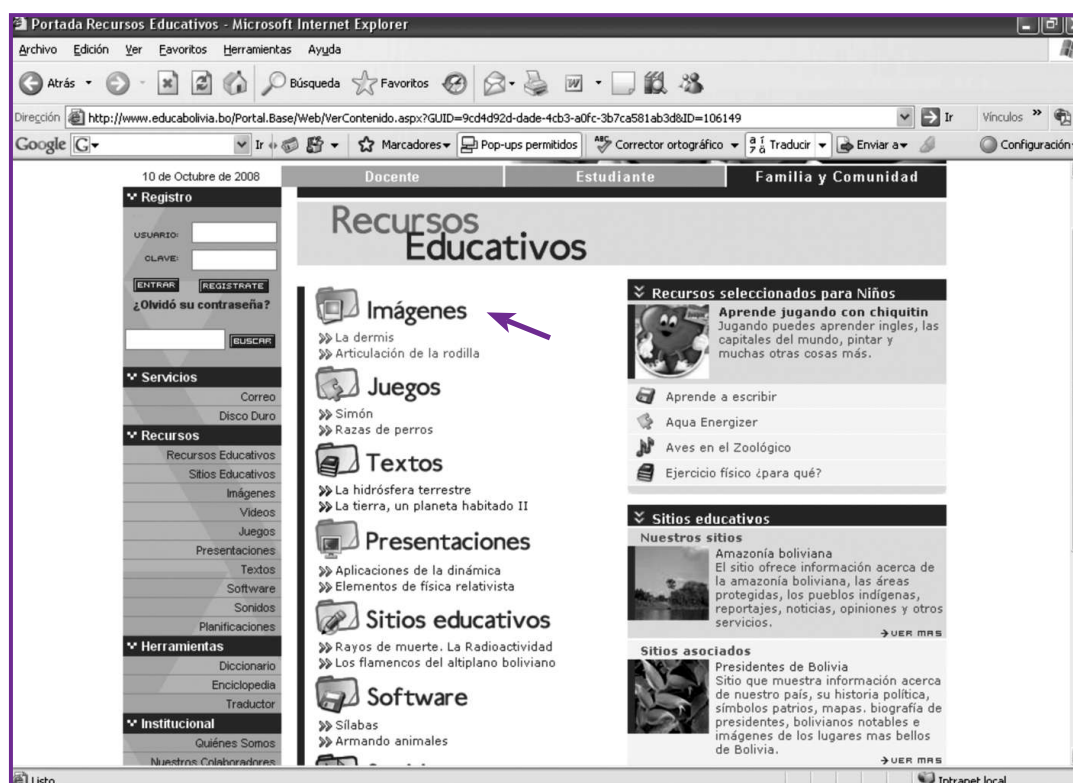 Portada Recursos Educativos - Microsoft Internet Explorer
Archivo Edición Ver Favoritos Herramientas Ayuda
Atrás Búsqueda Favoritos
Dirección http://www.educabolivia.bo/Portal.Base/Web/VerContenido.aspx?GUID=9cd4d92d-dade-4cb3-a0fc-3b7ca581ab3d&ID=106149 Ir Vínculos »
Google G Ir Marcadores Pop-ups permitidos ABC Corrector ortográfico Traducir Enviar a Configuración
10 de Octubre de 2008
Docente Estudiante Familia y Comunidad
Registro
USUARIO:
CLAVE:
ENTRAR REGISTRATE
¿Olvidó su contraseña?
BUSCAR
Servicios
Correo
Disco Duro
Recursos
Recursos Educativos
Sitios Educativos
Imágenes
Videos
Juegos
Presentaciones
Textos
Software
Sonidos
Planificaciones
Herramientas
Diccionario
Enciclopedia
Traductor
Institucional
Quiénes Somos
Nuestros Colaboradores
Recursos
Educativos
Imágenes
La dermis
Articulación de la rodilla
Juegos
Simón
Razas de perros
Textos
La hidrósfera terrestre
La tierra, un planeta habitado II
Presentaciones
Aplicaciones de la dinámica
Elementos de física relativista
Sitios educativos
Rayos de muerte. La Radioactividad
Los flamencos del altiplano boliviano
Software
Sílabas
Armando animales
Recursos seleccionados para Niños
Aprende jugando con chiquitin
Jugando puedes aprender ingles, las
capitales del mundo, pintar y
muchas otras cosas más.
Aprende a escribir
Aqua Energizer
Aves en el Zoológico
Ejercicio físico ¿para qué?
Sitios educativos
Nuestros sitios
Amazonía boliviana
El sitio ofrece información acerca de
la amazonía boliviana, las áreas
protegidas, los pueblos indígenas,
reportajes, noticias, opiniones y otros
servicios.
VER MAS
Sitios asociados
Presidentes de Bolivia
Sitio que muestra información acerca
de nuestro país, su historia política,
símbolos patrios, mapas. biografía de
presidentes, bolivianos notables e
imágenes de los lugares mas bellos
de Bolivia.
VER MAS
Listo Intranet local